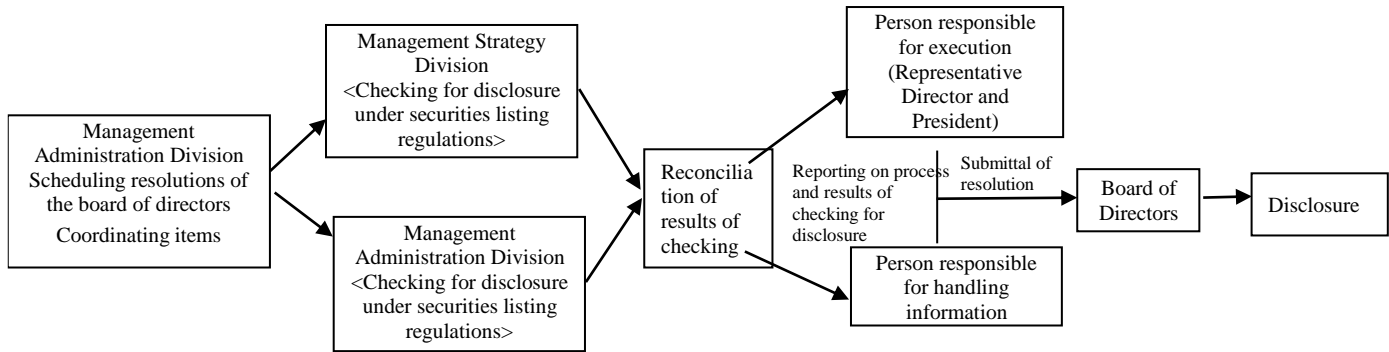 Management
Administration Division
Scheduling resolutions of
the board of directors
Coordinating items
Management Strategy
Division
<Checking for disclosure
under securities listing
regulations>
Management
Administration Division
<Checking for disclosure
under securities listing
regulations>
Reconcilia
tion of
results of
checking
Person responsible
for execution
(Representative
Director and
President)
Reporting on process
and results of
checking for
disclosure
Person responsible
for handling
information
Submittal of
resolution
Board of
Directors
Disclosure